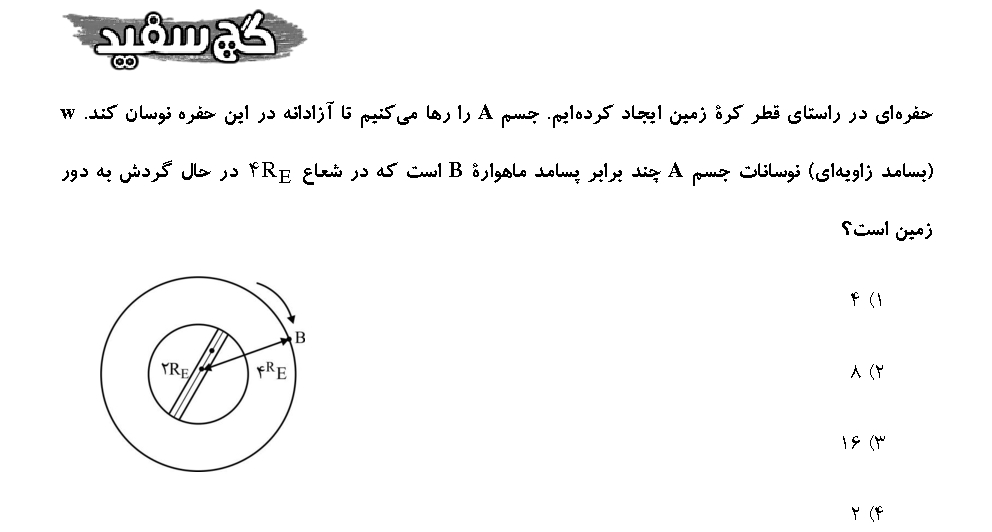 گچ سفید
حفره‌ای در راستای قطر کرهٔ زمین ایجاد کرده‌ایم. جسم A را رها می‌کنیم تا آزادانه در این حفره نوسان کند. w
(بسامد زاویه‌ای) نوسانات جسم A چند برابر پسامد ماهوارهٔ B است که در شعاع ۴R_E در حال گردش به دور
زمین است؟
۱) ۴
۲) ۸
۳) ۱۶
۴) ۲
B
۲R_E
۴R_E